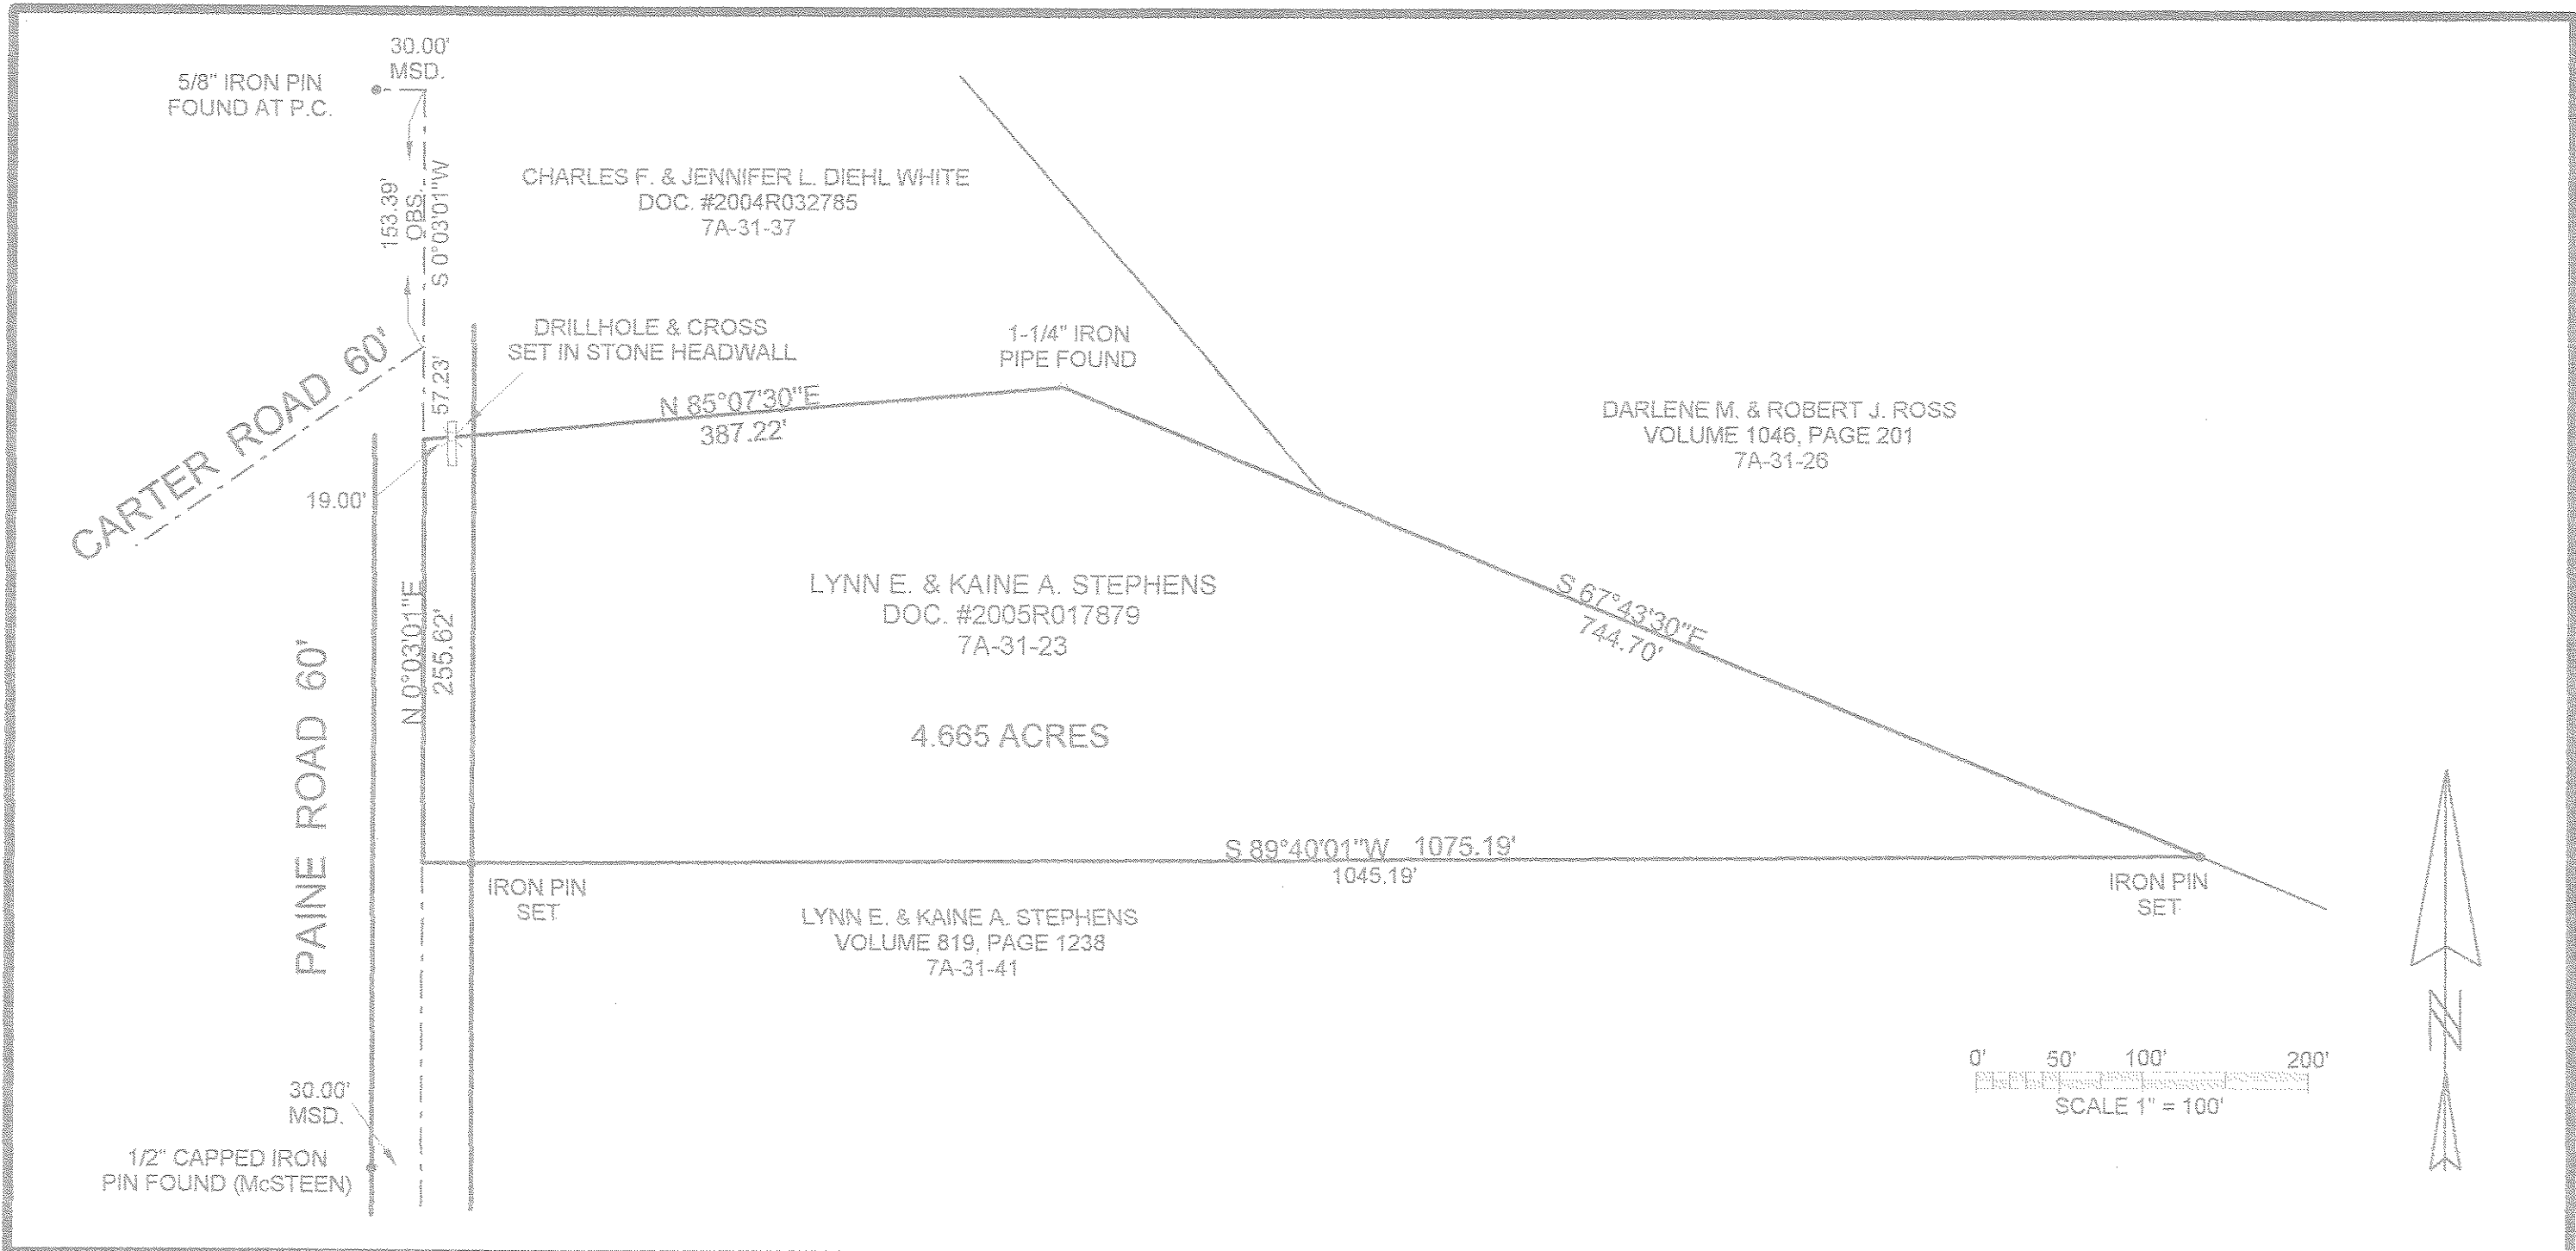 30.00'
MSD.
5/8" IRON PIN
FOUND AT P.C.
153.39'
OBS.
S 0°03'01"W
CHARLES F. & JENNIFER L. DIEHL WHITE
DOC. #2004R032785
7A-31-37
CARTER ROAD 60'
57.23'
DRILLHOLE & CROSS
SET IN STONE HEADWALL
1-1/4" IRON
PIPE FOUND
N 85°07'30"E
387.22'
DARLENE M. & ROBERT J. ROSS
VOLUME 1046, PAGE 201
7A-31-26
19.00'
LYNN E. & KAINE A. STEPHENS
DOC. #2005R017879
7A-31-23
S 67°43'30"E
744.70'
N 0°03'01"E
255.62'
PAINE ROAD 60'
4.665 ACRES
S 89°40'01"W 1075.19'
1045.19'
IRON PIN
SET
IRON PIN
SET
LYNN E. & KAINE A. STEPHENS
VOLUME 819, PAGE 1238
7A-31-41
N
0' 50' 100' 200'
SCALE 1" = 100'
30.00'
MSD.
1/2" CAPPED IRON
PIN FOUND (McSTEEN)